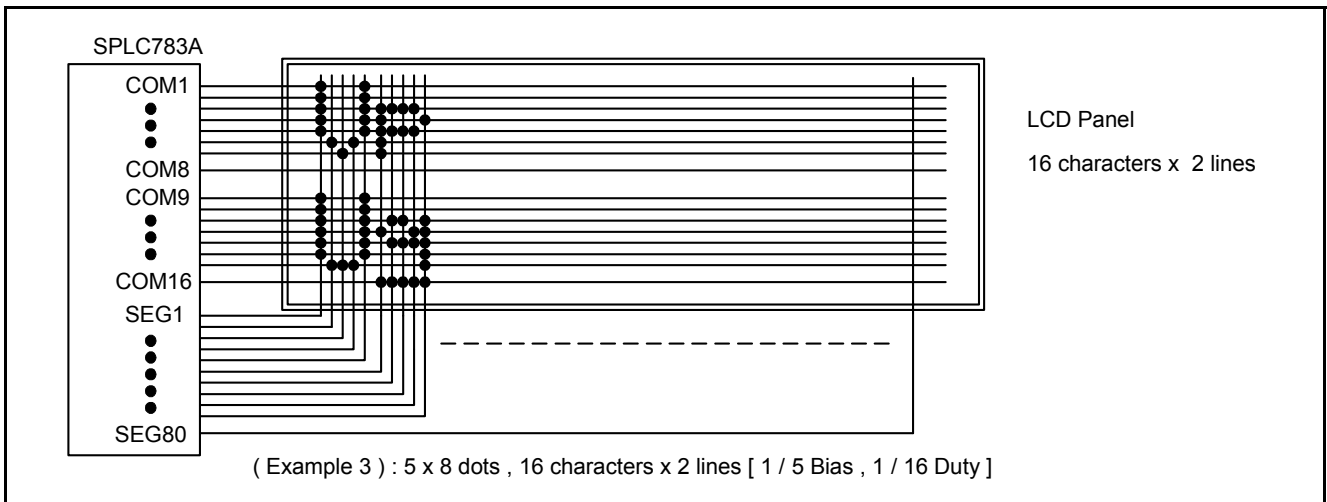 SPLC783A
COM1
COM8
COM9
COM16
SEG1
SEG80
LCD Panel
16 characters x 2 lines
( Example 3 ) : 5 x 8 dots , 16 characters x 2 lines [ 1 / 5 Bias , 1 / 16 Duty ]